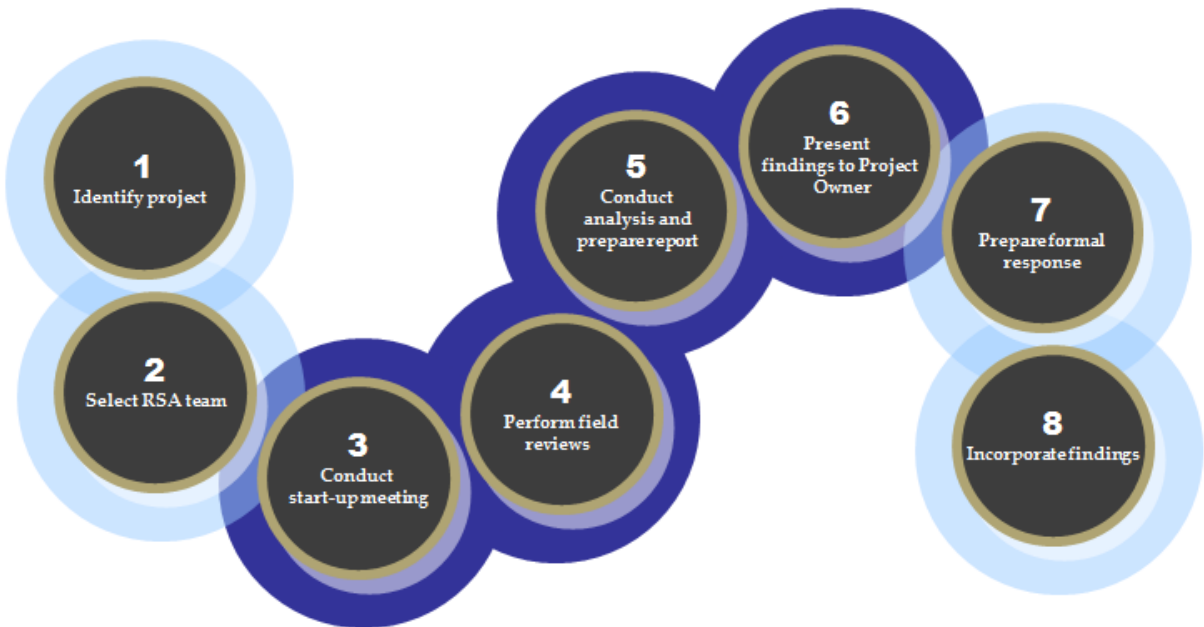 1
Identify project
2
Select RSA team
3
Conduct
start-up meeting
4
Perform field
reviews
5
Conduct
analysis and
prepare report
6
Present
findings to Project
Owner
7
Prepare formal
response
8
Incorporate findings